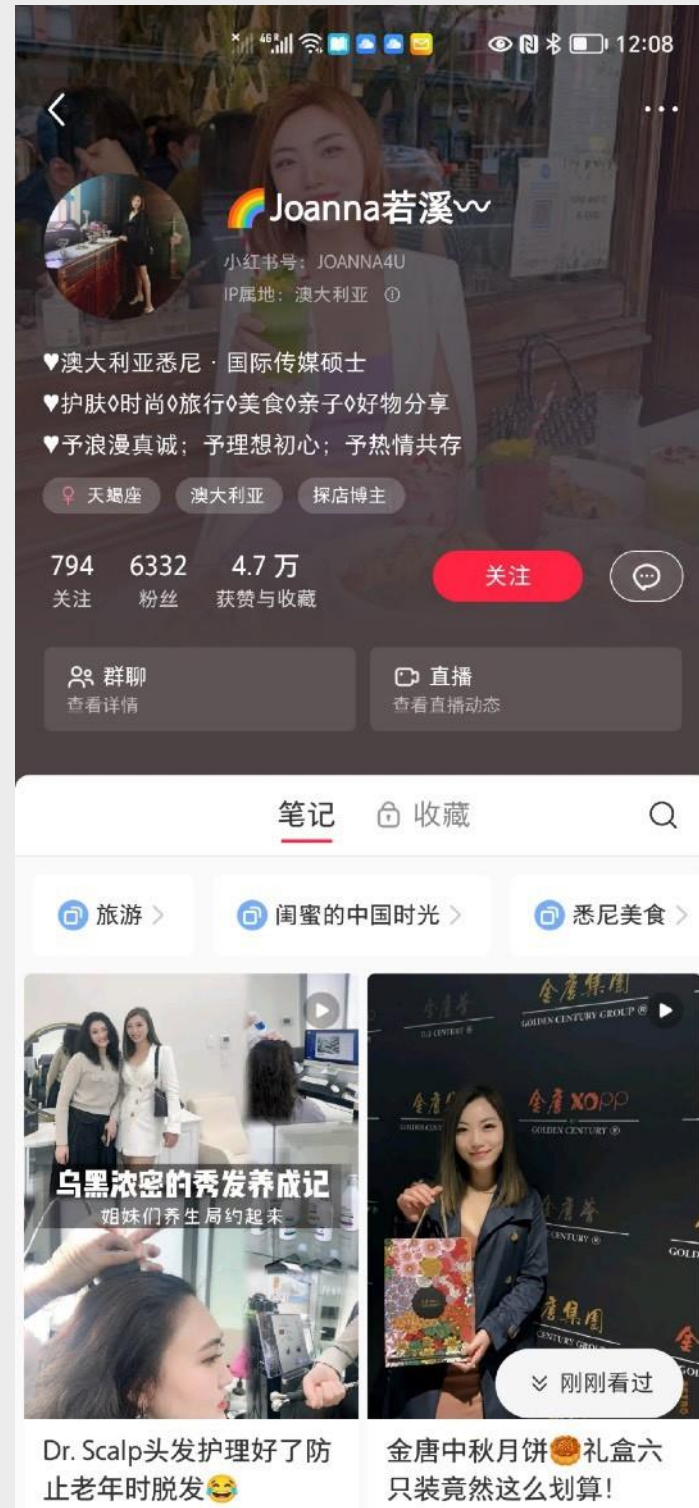 12:08
🌈Joanna若溪〰
小红书号：JOANNA4U
IP属地：澳大利亚
♥澳大利亚悉尼 · 国际传媒硕士
♥护肤◊时尚◊旅行◊美食◊亲子◊好物分享
♥予浪漫真诚；予理想初心；予热情共存
♀ 天蝎座 澳大利亚 探店博主
794 6332 4.7 万
关注 粉丝 获赞与收藏
关注
群聊
查看详情
直播
查看直播动态
笔记 收藏
旅游 闺蜜的中国时光 悉尼美食
乌黑浓密的秀发养成记
姐妹们养生局约起来
金唐集團
GOLDEN CENTURY GROUP ®
金唐 XOPP
GOLDEN CENTURY ®
刚刚看过
Dr. Scalp头发护理好了防
止老年时脱发😂
金唐中秋月饼🥮礼盒六
只装竟然这么划算！